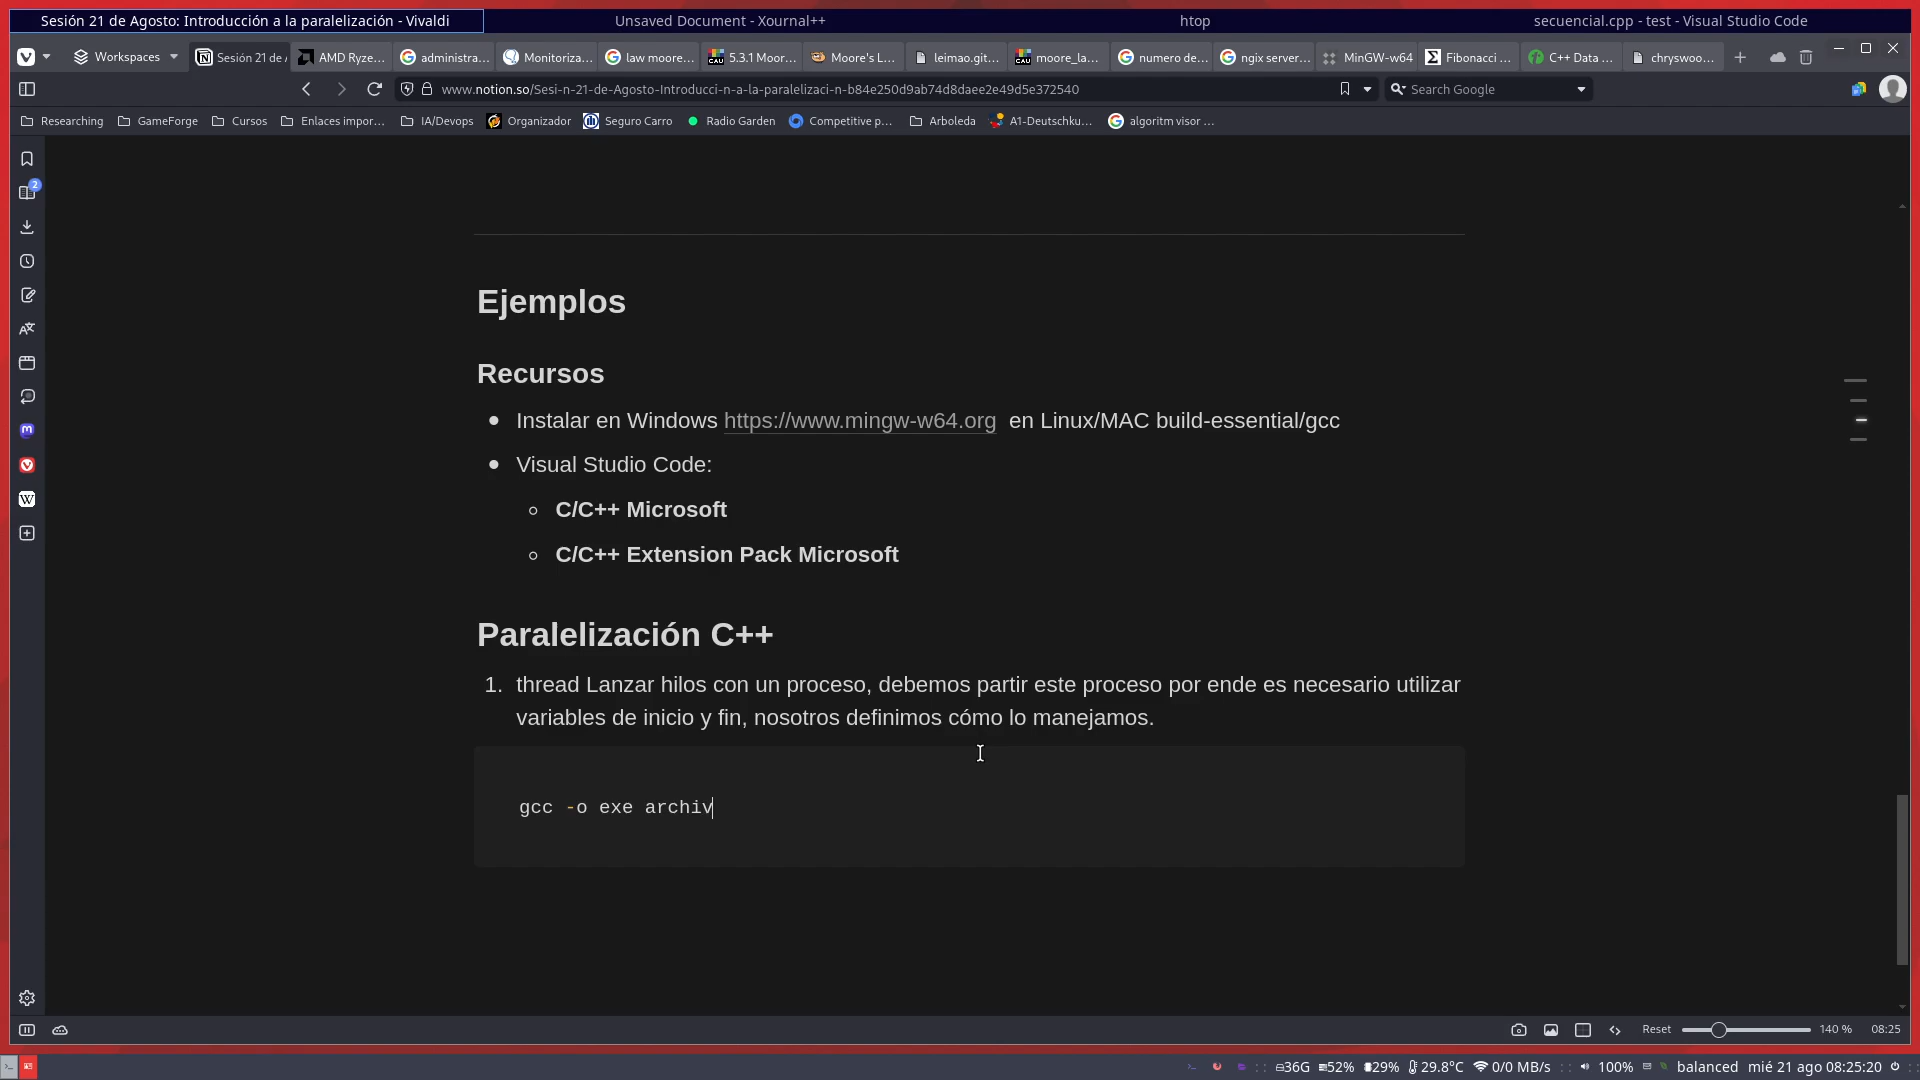 Sesión 21 de Agosto: Introducción a la paralelización - Vivaldi
Unsaved Document - Xournal++
htop
secuencial.cpp - test - Visual Studio Code
Workspaces
Sesión 21 de
AMD Ryze...
administra...
Monitoriza...
law moore...
5.3.1 Moor...
Moore's L...
leimao.git...
moore_la...
numero de...
ngix server...
MinGW-w64
Fibonacci ...
C++ Data ...
chryswoo...
www.notion.so/Sesi-n-21-de-Agosto-Introducci-n-a-la-paralelizaci-n-b84e250d9ab74d8daee2e49d5e372540
Search Google
Researching
GameForge
Cursos
Enlaces impor...
IA/Devops
Organizador
Seguro Carro
Radio Garden
Competitive p...
Arboleda
A1-Deutschku...
algoritm visor ...
2
Ejemplos
Recursos
Instalar en Windows https://www.mingw-w64.org en Linux/MAC build-essential/gcc
Visual Studio Code:
C/C++ Microsoft
C/C++ Extension Pack Microsoft
Paralelización C++
1. thread Lanzar hilos con un proceso, debemos partir este proceso por ende es necesario utilizar
variables de inicio y fin, nosotros definimos cómo lo manejamos.
gcc -o exe archiv
Reset
140 %
08:25
36G
52%
29%
29.8°C
0/0 MB/s
100%
balanced
mié 21 ago 08:25:20